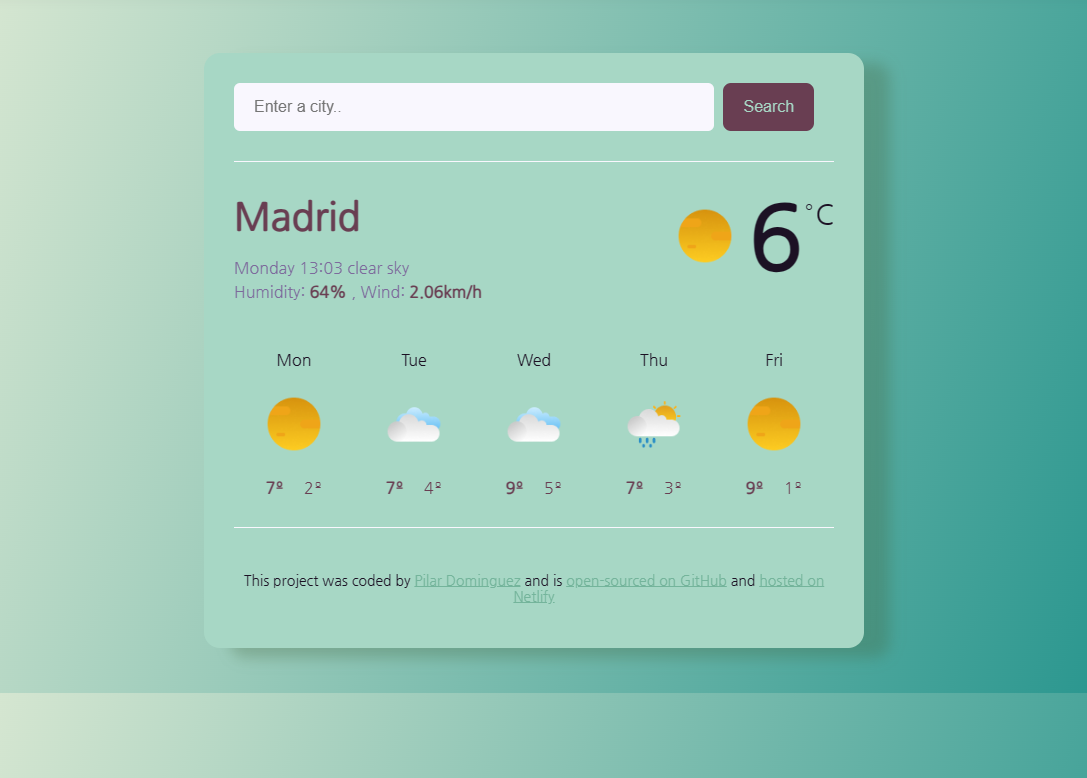 Enter a city..
Search
Madrid
6 °C
Monday 13:03 clear sky
Humidity: 64% , Wind: 2.06km/h
Mon Tue Wed Thu Fri
7º 2º 7º 4º 9º 5º 7º 3º 9º 1º
This project was coded by Pilar Dominguez and is open-sourced on GitHub and hosted on
Netlify